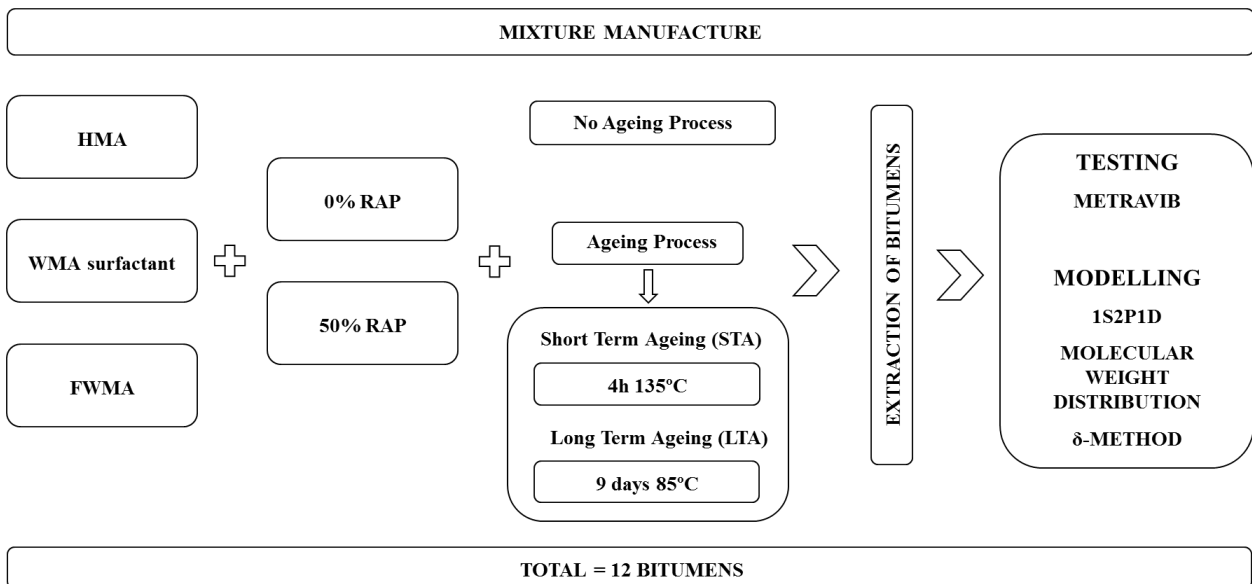 MIXTURE MANUFACTURE
HMA
WMA surfactant
FWMA
0% RAP
50% RAP
No Ageing Process
Ageing Process
Short Term Ageing (STA)
4h 135ºC
Long Term Ageing (LTA)
9 days 85ºC
EXTRACTION OF BITUMENS
TESTING
METRAVIB
MODELLING
1S2P1D
MOLECULAR
WEIGHT
DISTRIBUTION
δ-METHOD
TOTAL = 12 BITUMENS